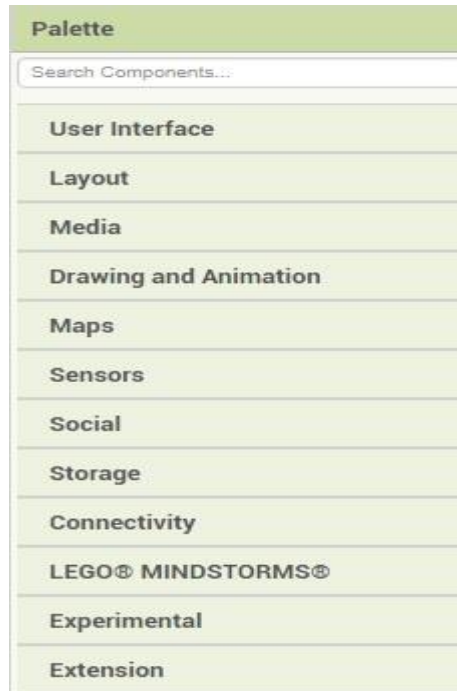 Palette
Search Components...
User Interface
Layout
Media
Drawing and Animation
Maps
Sensors
Social
Storage
Connectivity
LEGO® MINDSTORMS®
Experimental
Extension